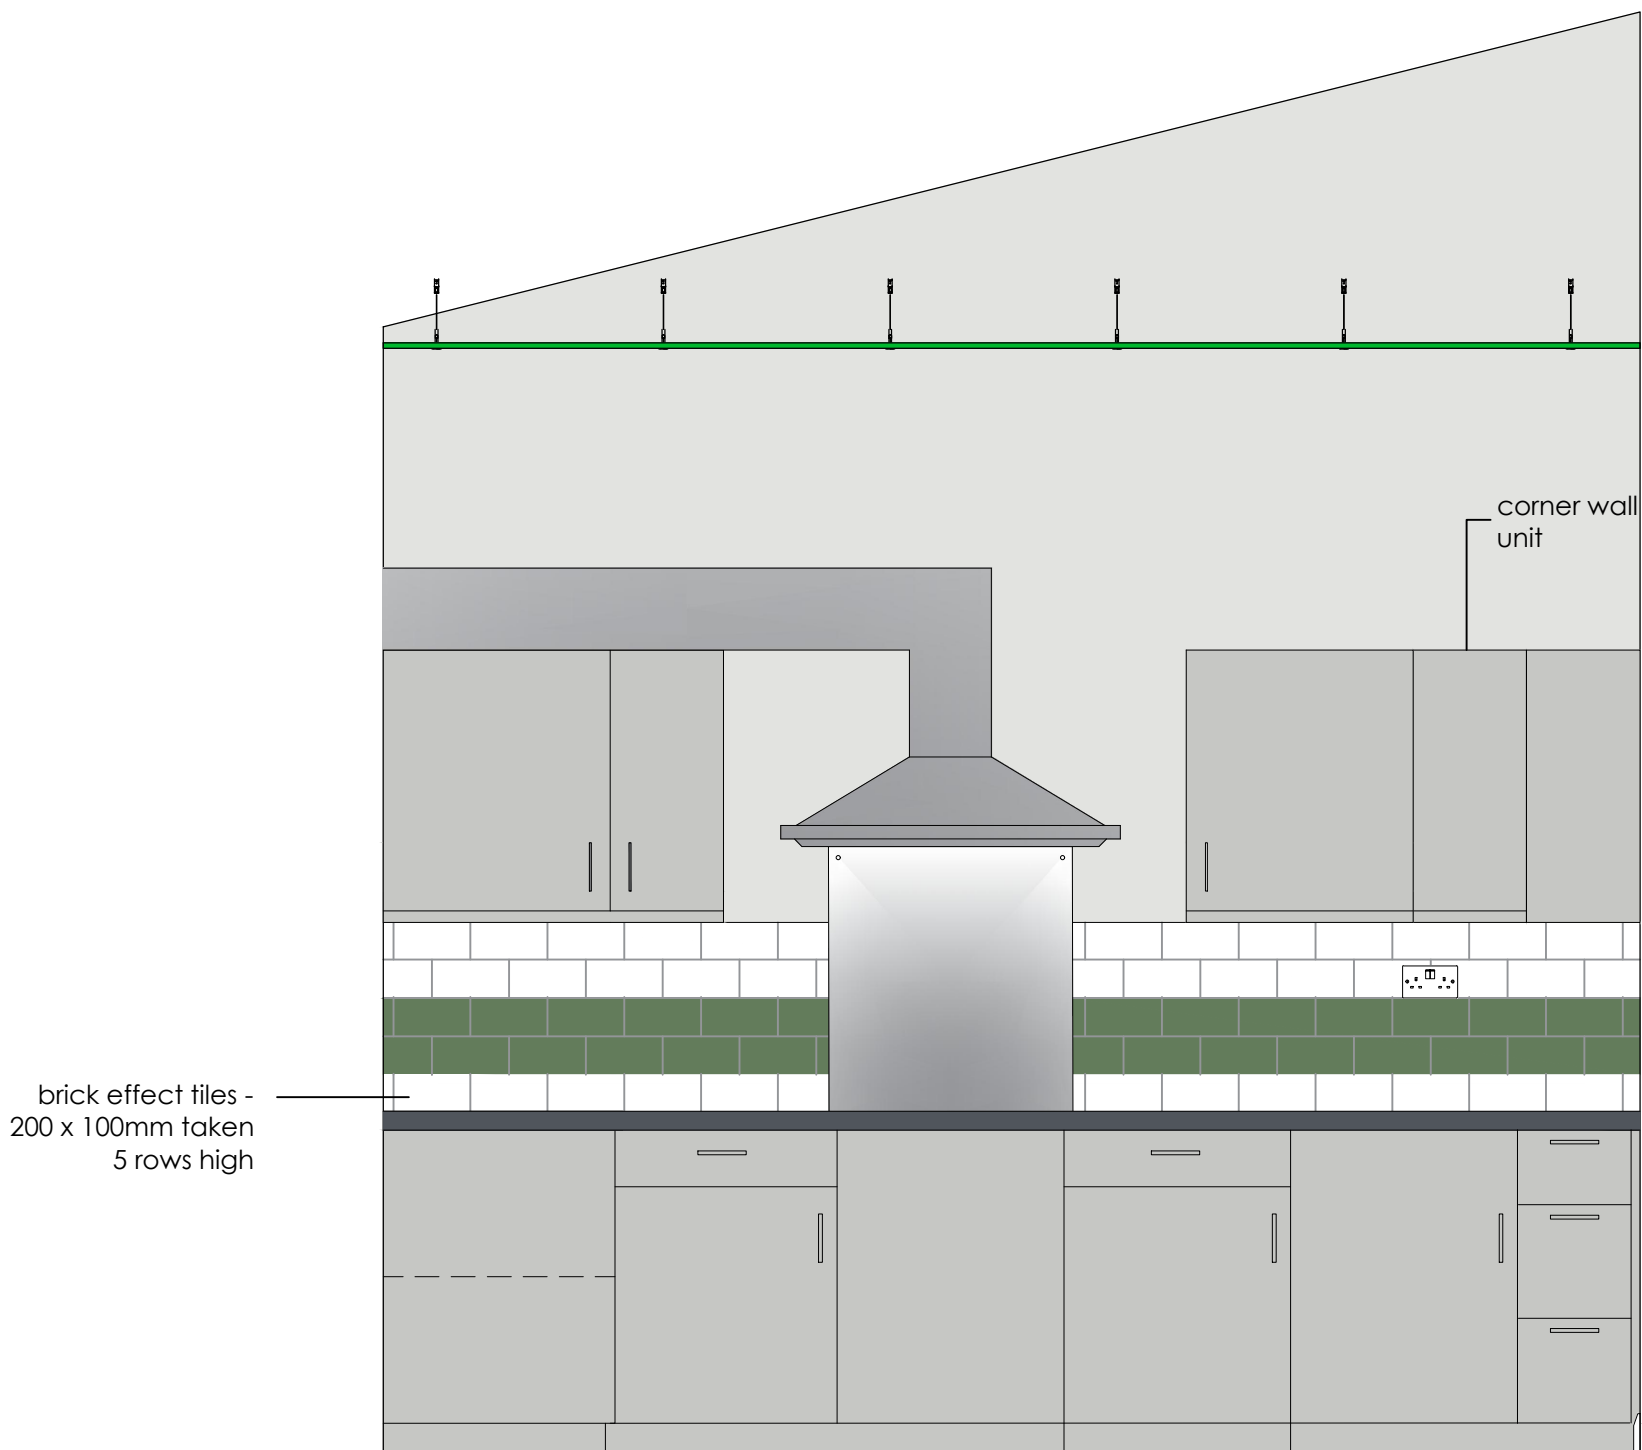 corner wall
unit
brick effect tiles -
200 x 100mm taken
5 rows high